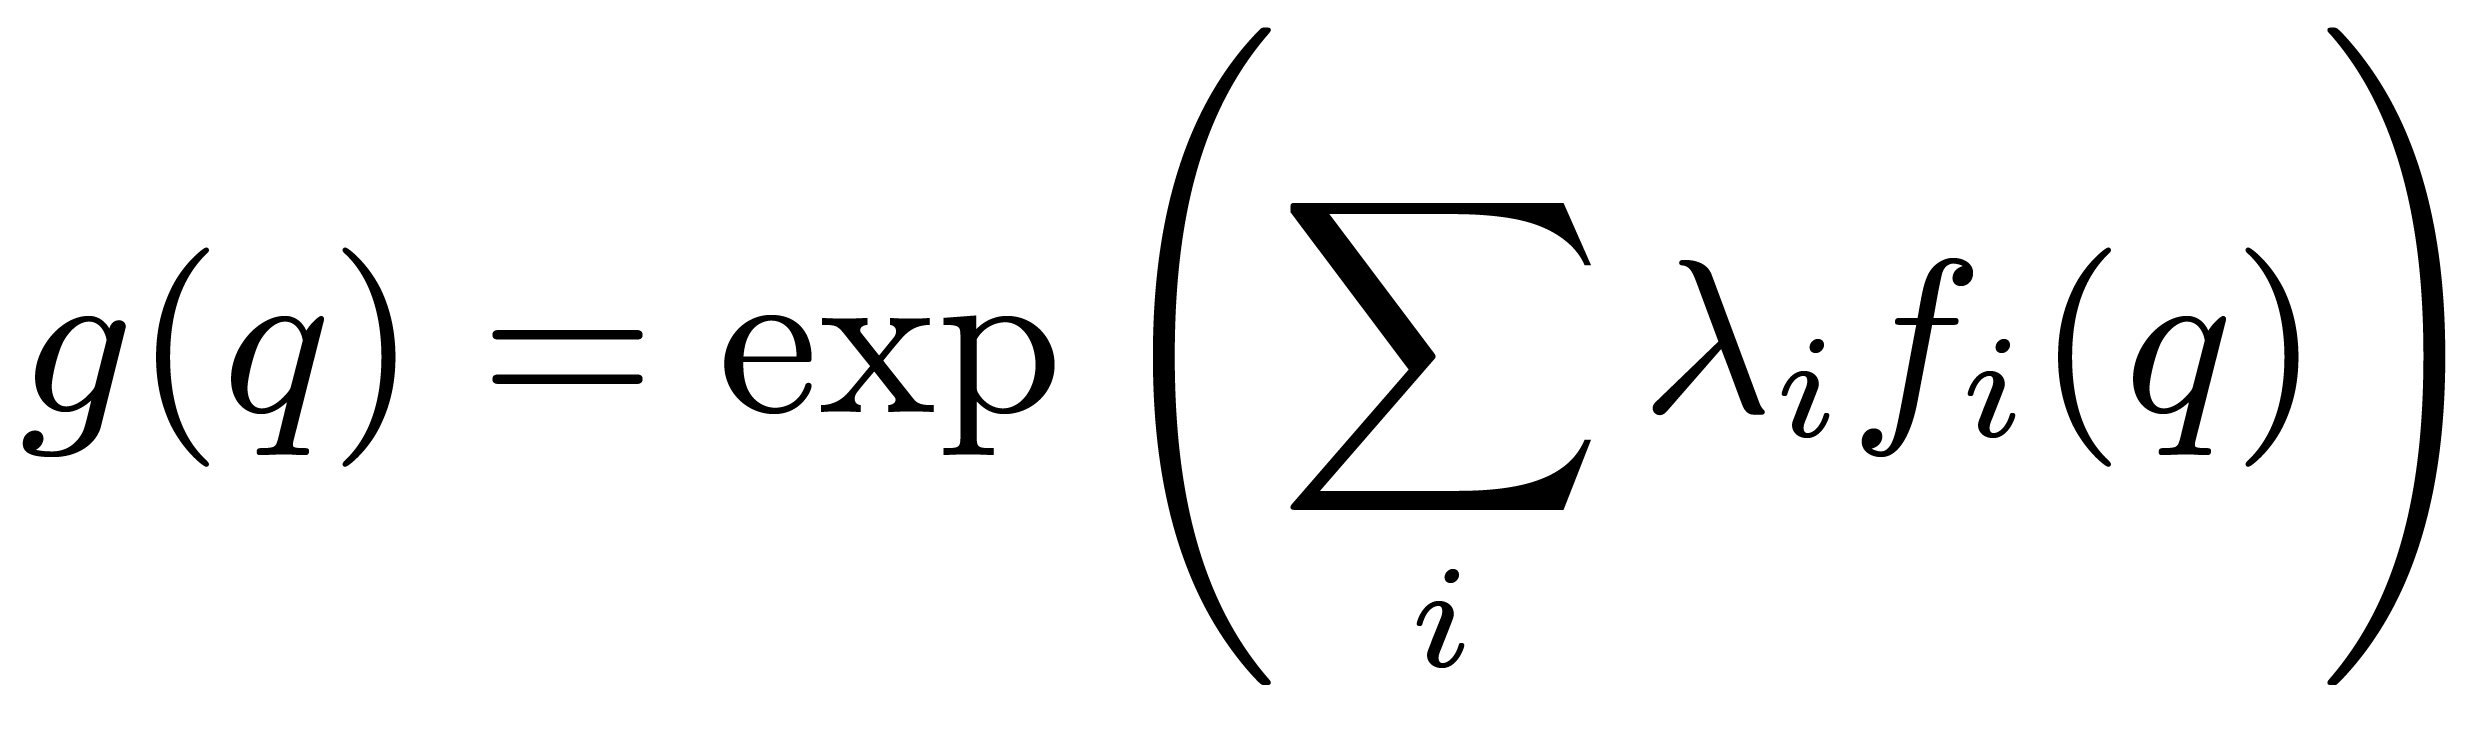 g(q) = exp ( ∑_i λ_i f_i(q) )